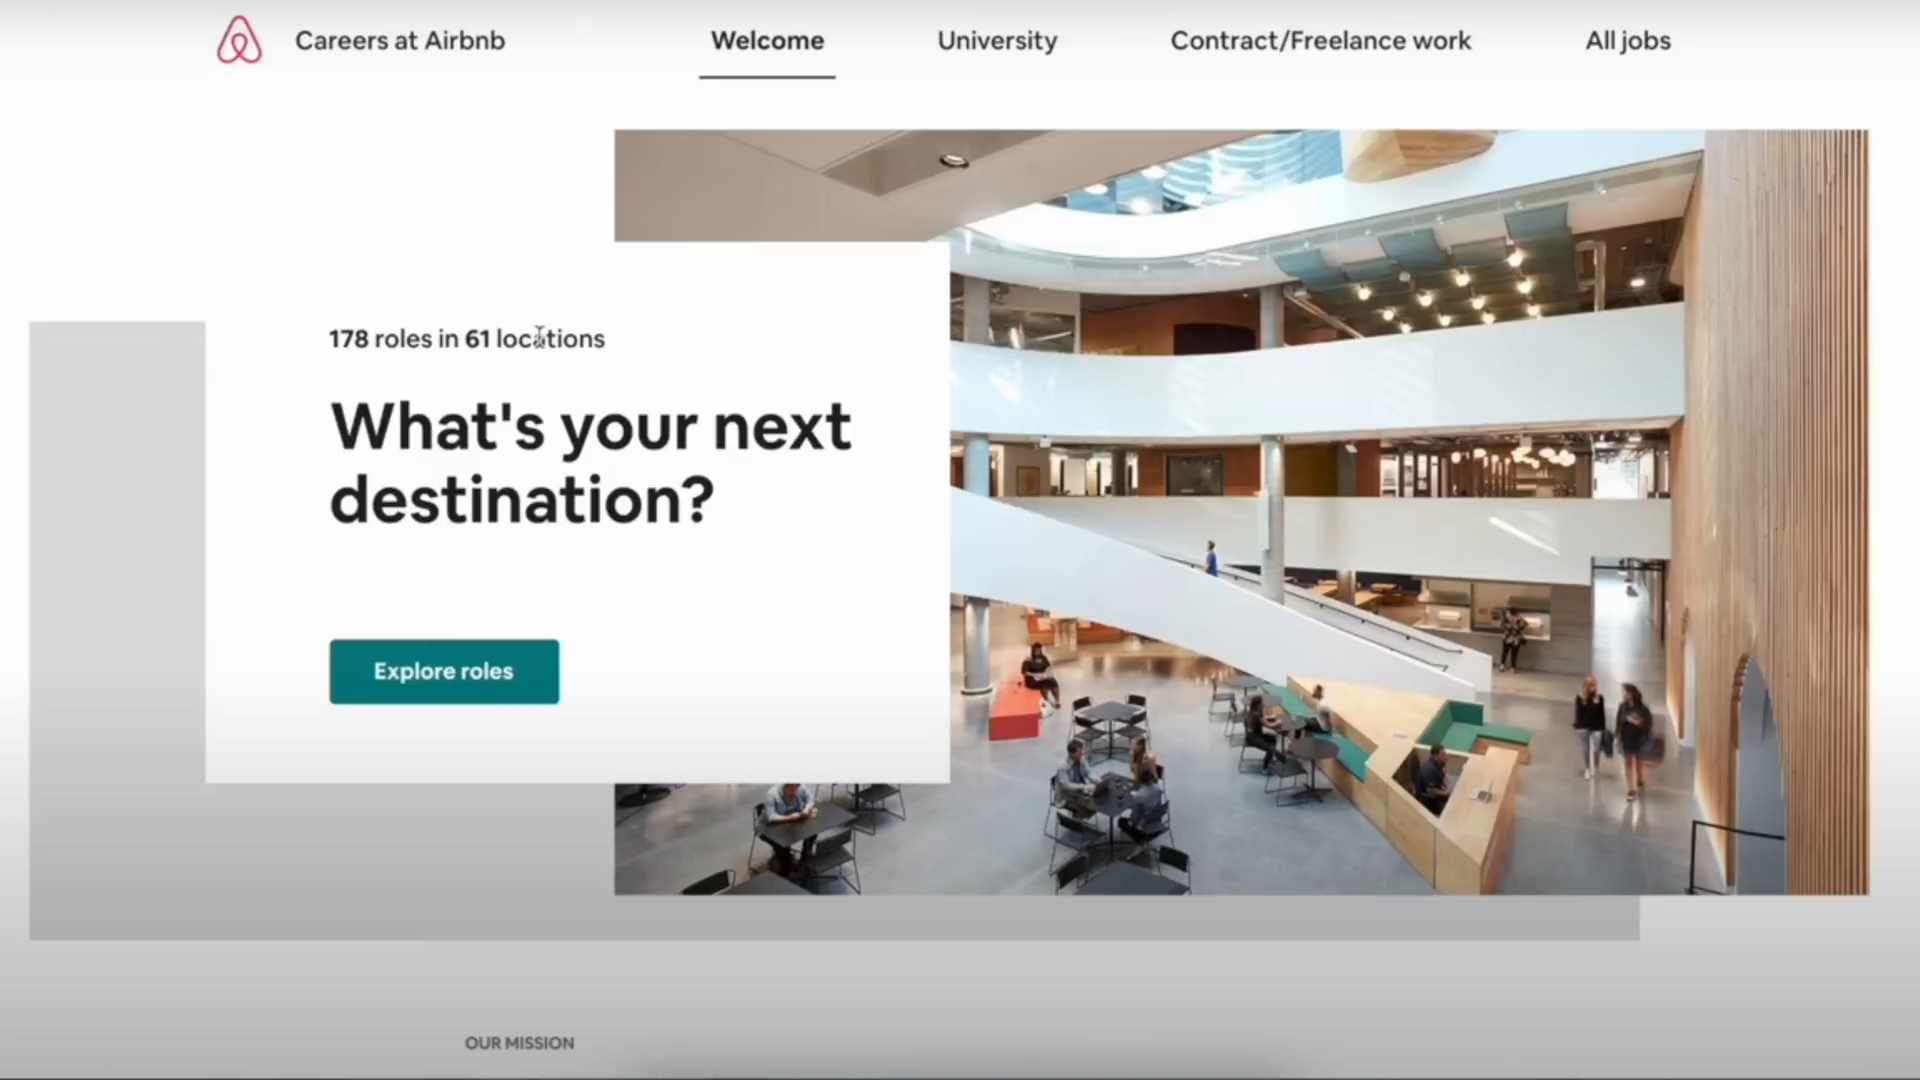 Careers at Airbnb
Welcome
University
Contract/Freelance work
All jobs
178 roles in 61 locations
What's your next
destination?
Explore roles
OUR MISSION